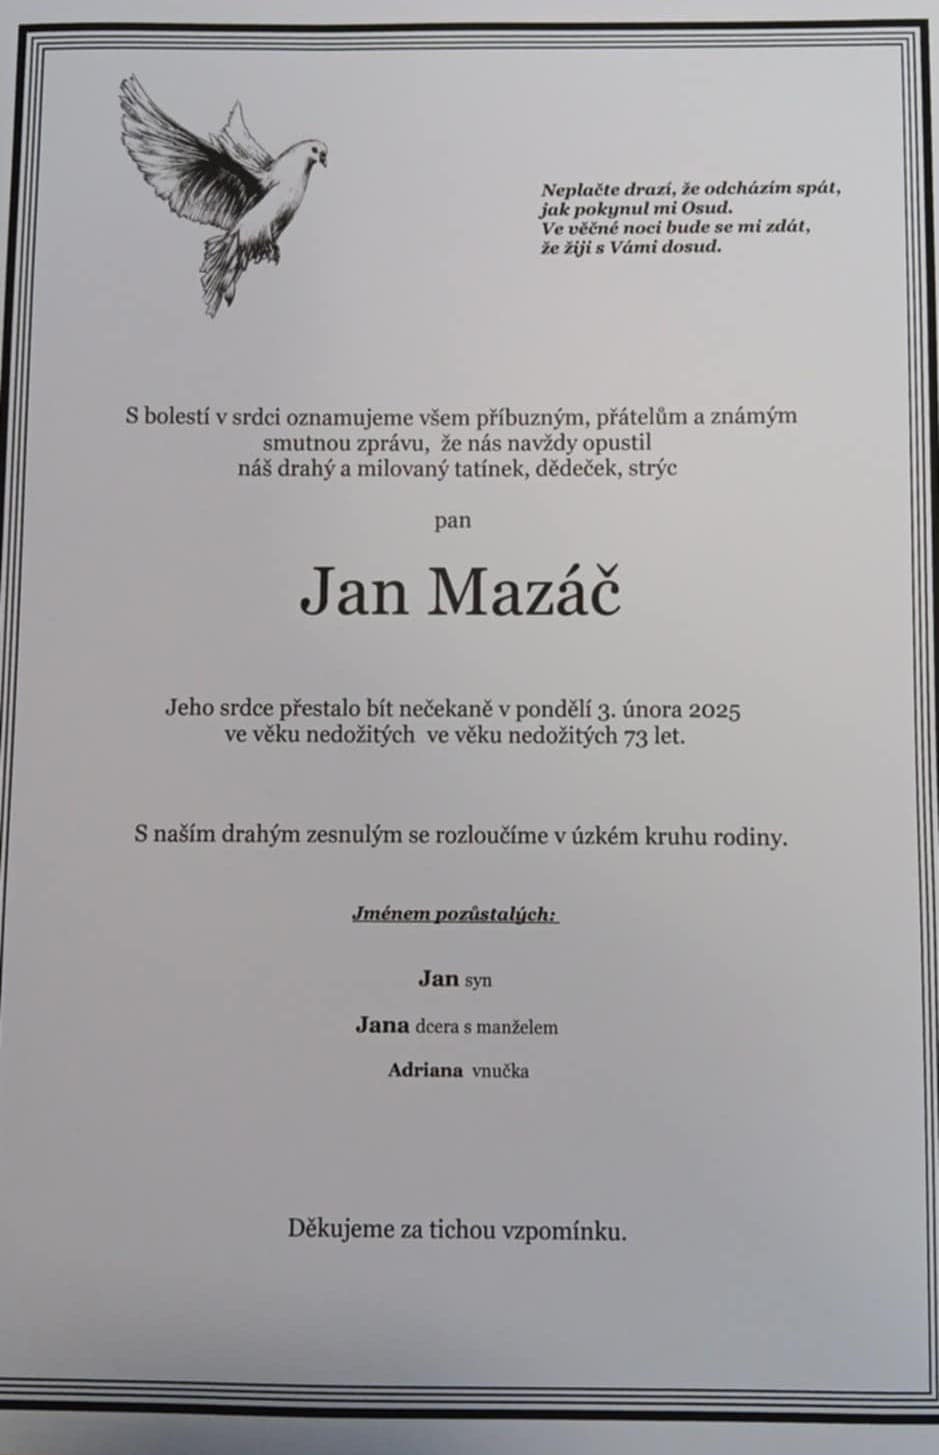 Neplačte drazí, že odcházím spát,
jak pokynul mi Osud.
Ve věčné noci bude se mi zdát,
že žiji s Vámi dosud.
S bolestí v srdci oznamujeme všem příbuzným, přátelům a známým
smutnou zprávu, že nás navždy opustil
náš drahý a milovaný tatínek, dědeček, strýc
pan
Jan Mazáč
Jeho srdce přestalo bít nečekaně v pondělí 3. února 2025
ve věku nedožitých ve věku nedožitých 73 let.
S naším drahým zesnulým se rozloučíme v úzkém kruhu rodiny.
Jménem pozůstalých:
Jan syn
Jana dcera s manželem
Adriana vnučka
Děkujeme za tichou vzpomínku.